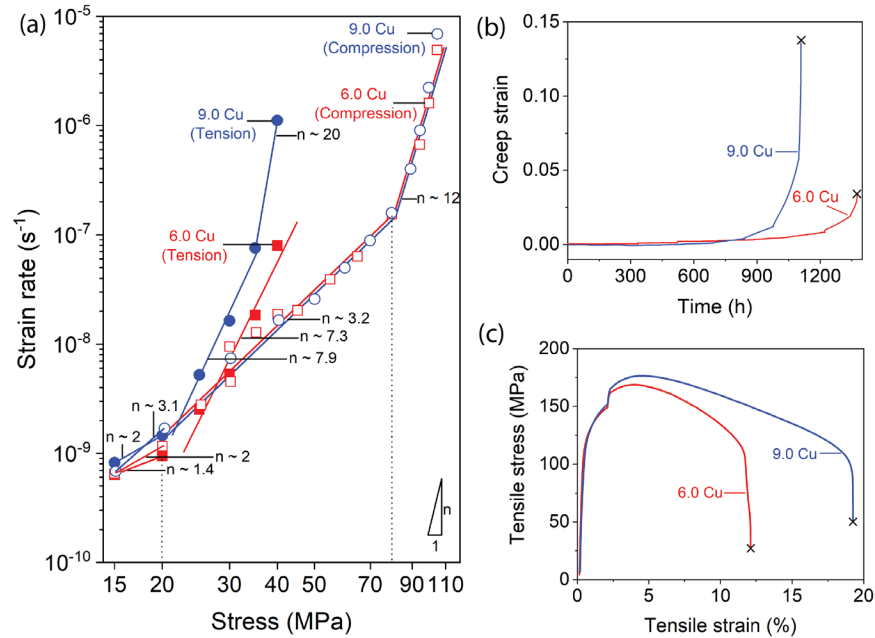 (a)
Strain rate (s⁻¹)
10⁻⁵
10⁻⁶
10⁻⁷
10⁻⁸
10⁻⁹
10⁻¹⁰
9.0 Cu
(Compression)
6.0 Cu
(Compression)
9.0 Cu
(Tension)
n ~ 20
n ~ 12
6.0 Cu
(Tension)
n ~ 3.2
n ~ 7.3
n ~ 7.9
n ~ 3.1
n ~ 2
n ~ 2
n ~ 1.4
n
1
15 20 30 40 50 70 90 110
Stress (MPa)
(b)
Creep strain
0.15
0.10
0.05
0.00
9.0 Cu
6.0 Cu
0 300 600 900 1200
Time (h)
(c)
Tensile stress (MPa)
200
150
100
50
0
9.0 Cu
6.0 Cu
0 5 10 15 20
Tensile strain (%)